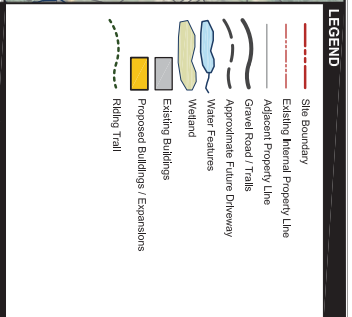 LEGEND
Site Boundary
Existing Internal Property Line
Adjacent Property Line
Gravel Road / Trails
Approximate Future Driveway
Water Features
Wetland
Existing Buildings
Proposed Buildings / Expansions
Riding Trail